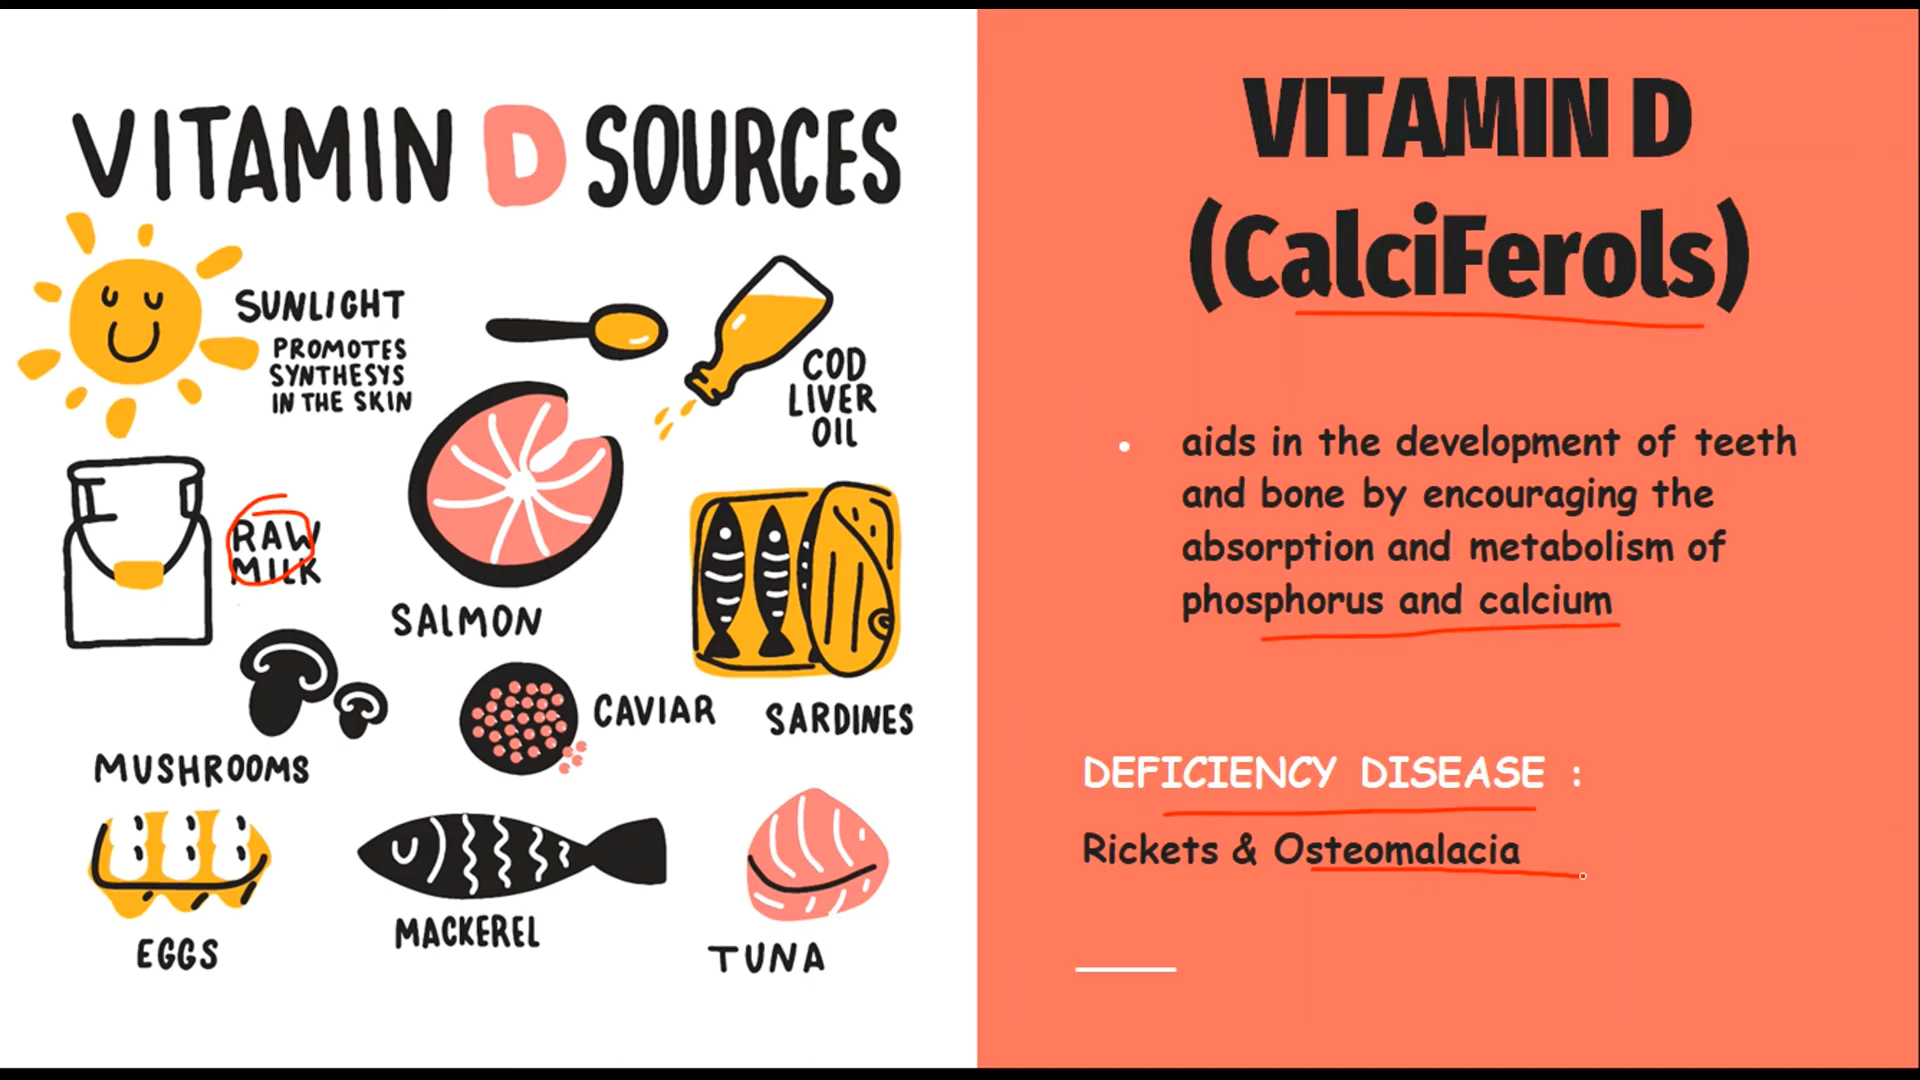 VITAMIN D SOURCES
SUNLIGHT
PROMOTES
SYNTHESYS
IN THE SKIN
COD
LIVER
OIL
RAW
MILK
SALMON
SARDINES
MUSHROOMS
CAVIAR
EGGS
MACKEREL
TUNA
VITAMIN D
(CalciFerols)
• aids in the development of teeth
and bone by encouraging the
absorption and metabolism of
phosphorus and calcium
DEFICIENCY DISEASE :
Rickets & Osteomalacia